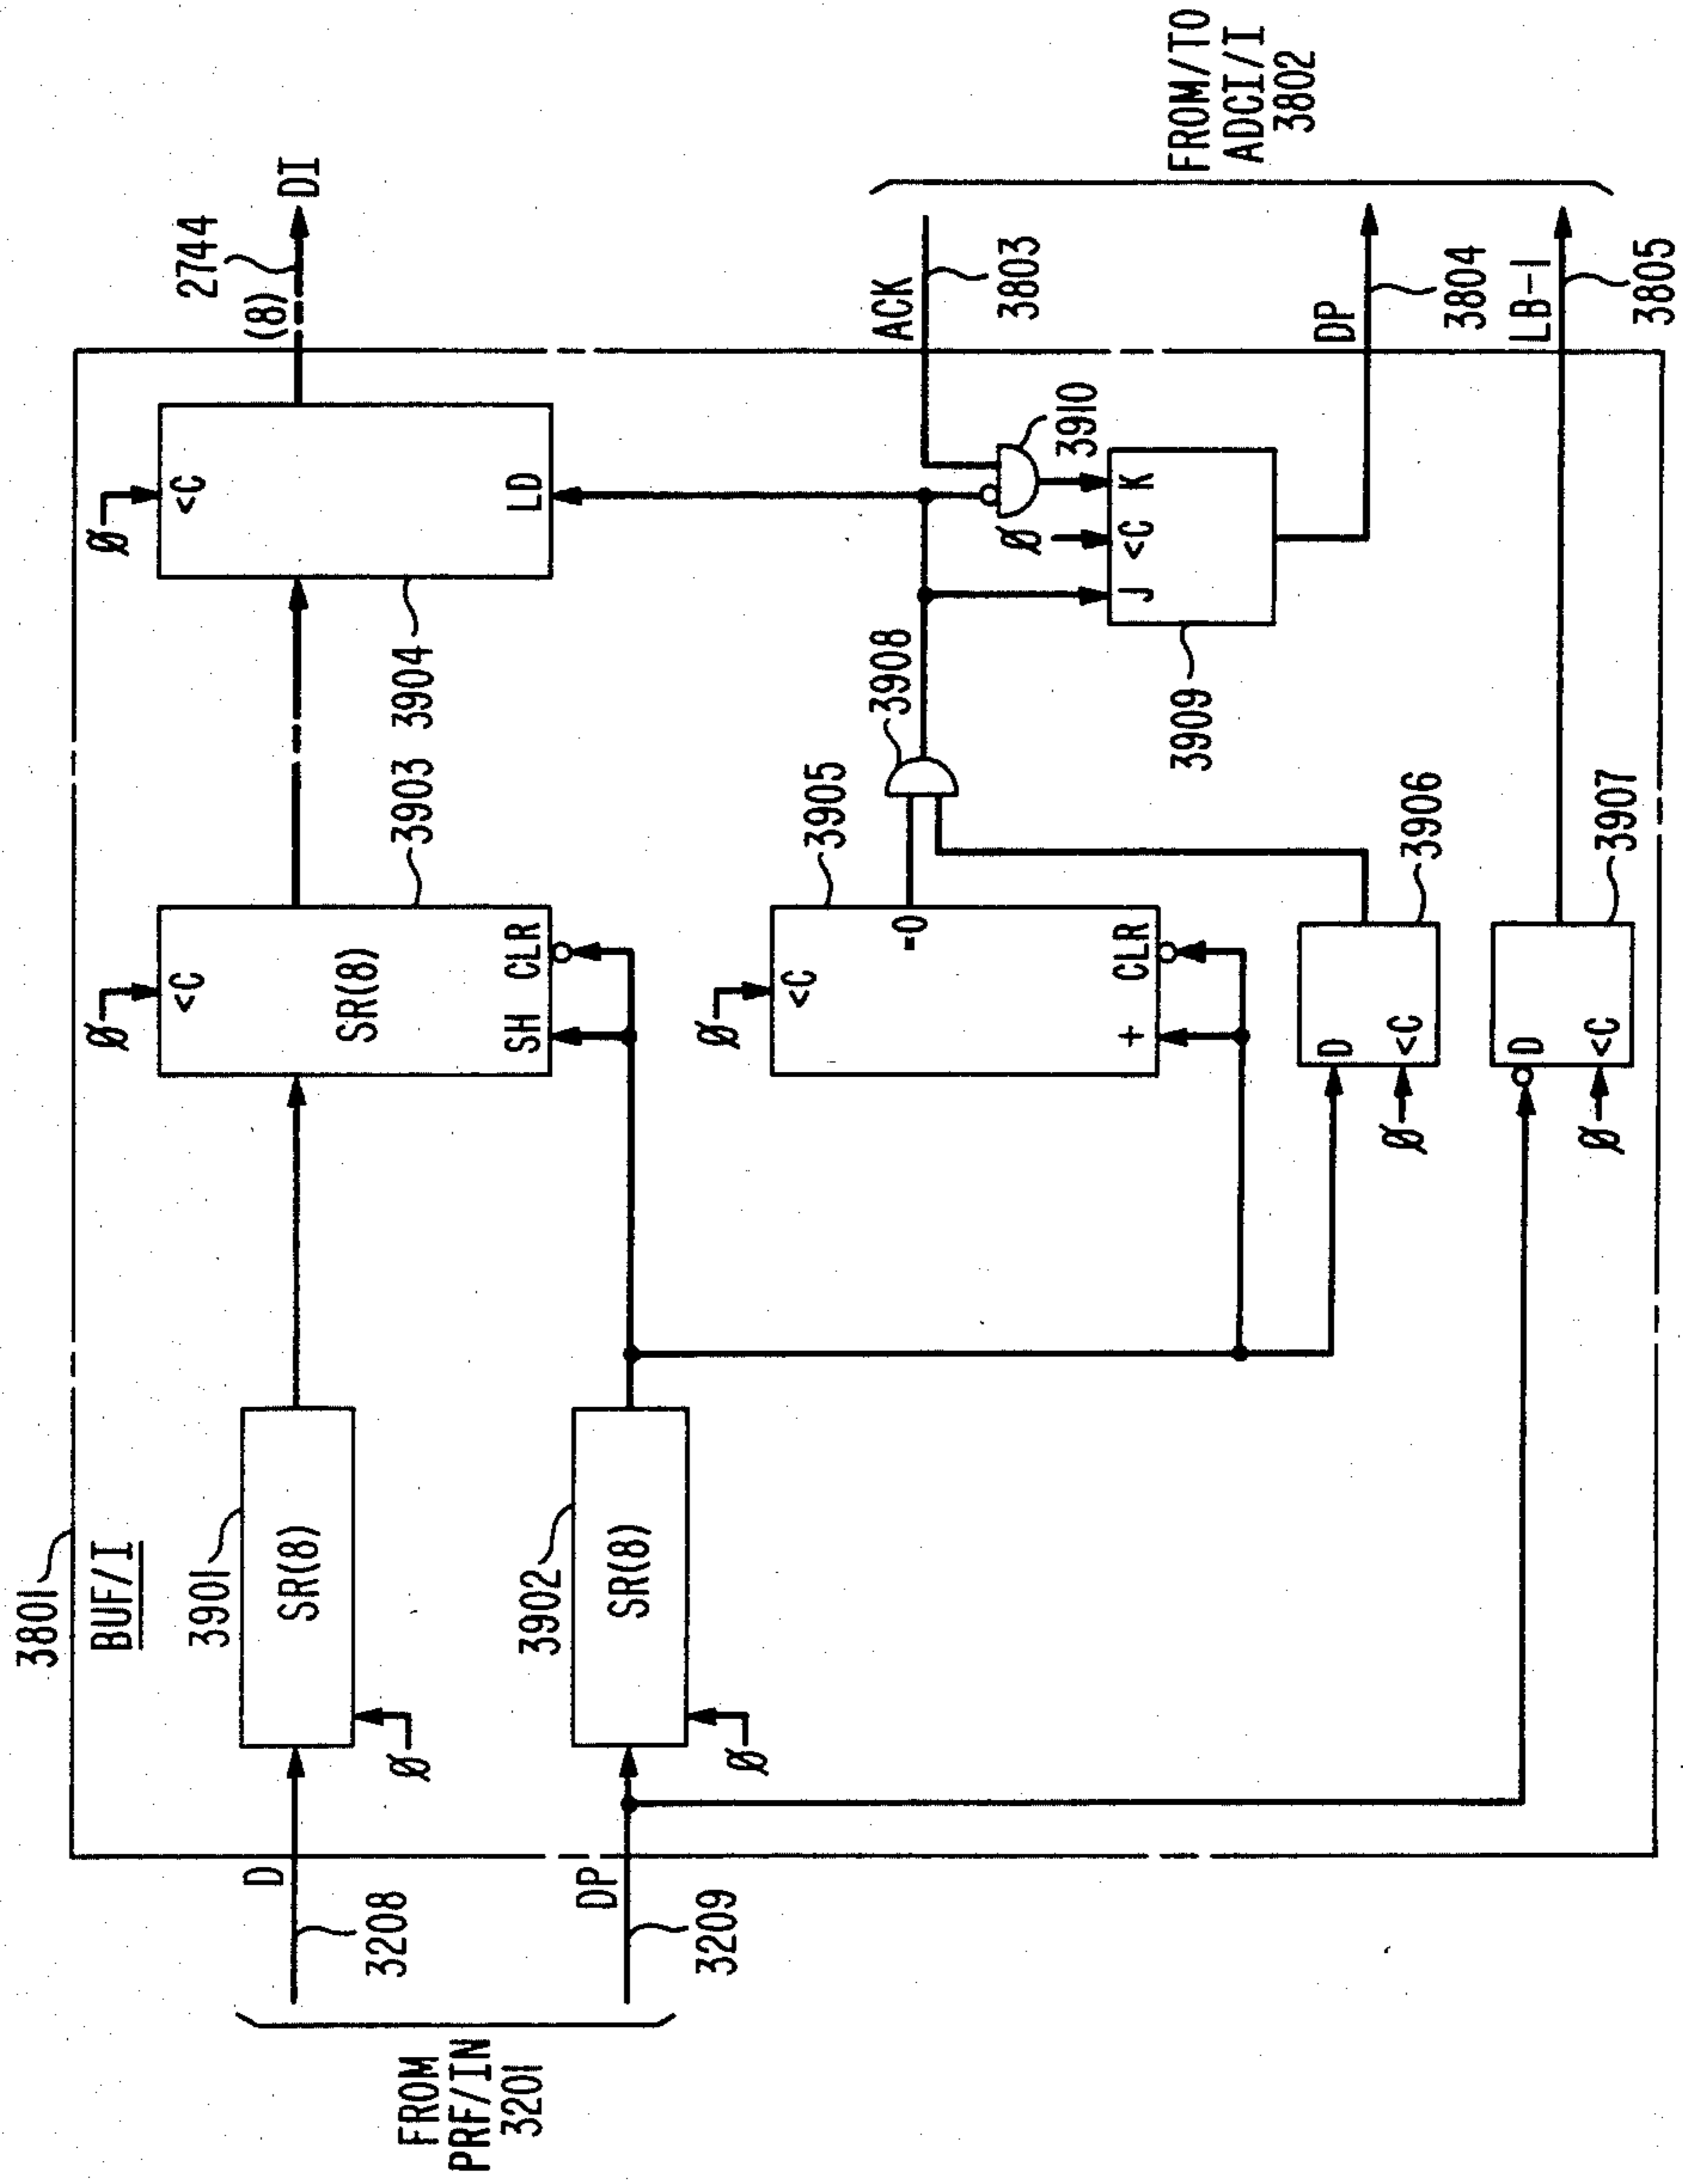 3801
BUF/I
FROM
PRF/IN
3201
D
3208
DP
3209
3901
SR(8)
Ø
3902
SR(8)
Ø
Ø
<C
SR(8)
SH CLR
3903
Ø
<C
LD
3904
(8)
2744
DI
3905
Ø
<C
=0
+ CLR
3908
D
<C
Ø
3906
D
<C
Ø
3907
J
<C
K
Ø
3909
3910
ACK
3803
DP
3804
LB-1
3805
FROM/TO
ADCI/I
3802